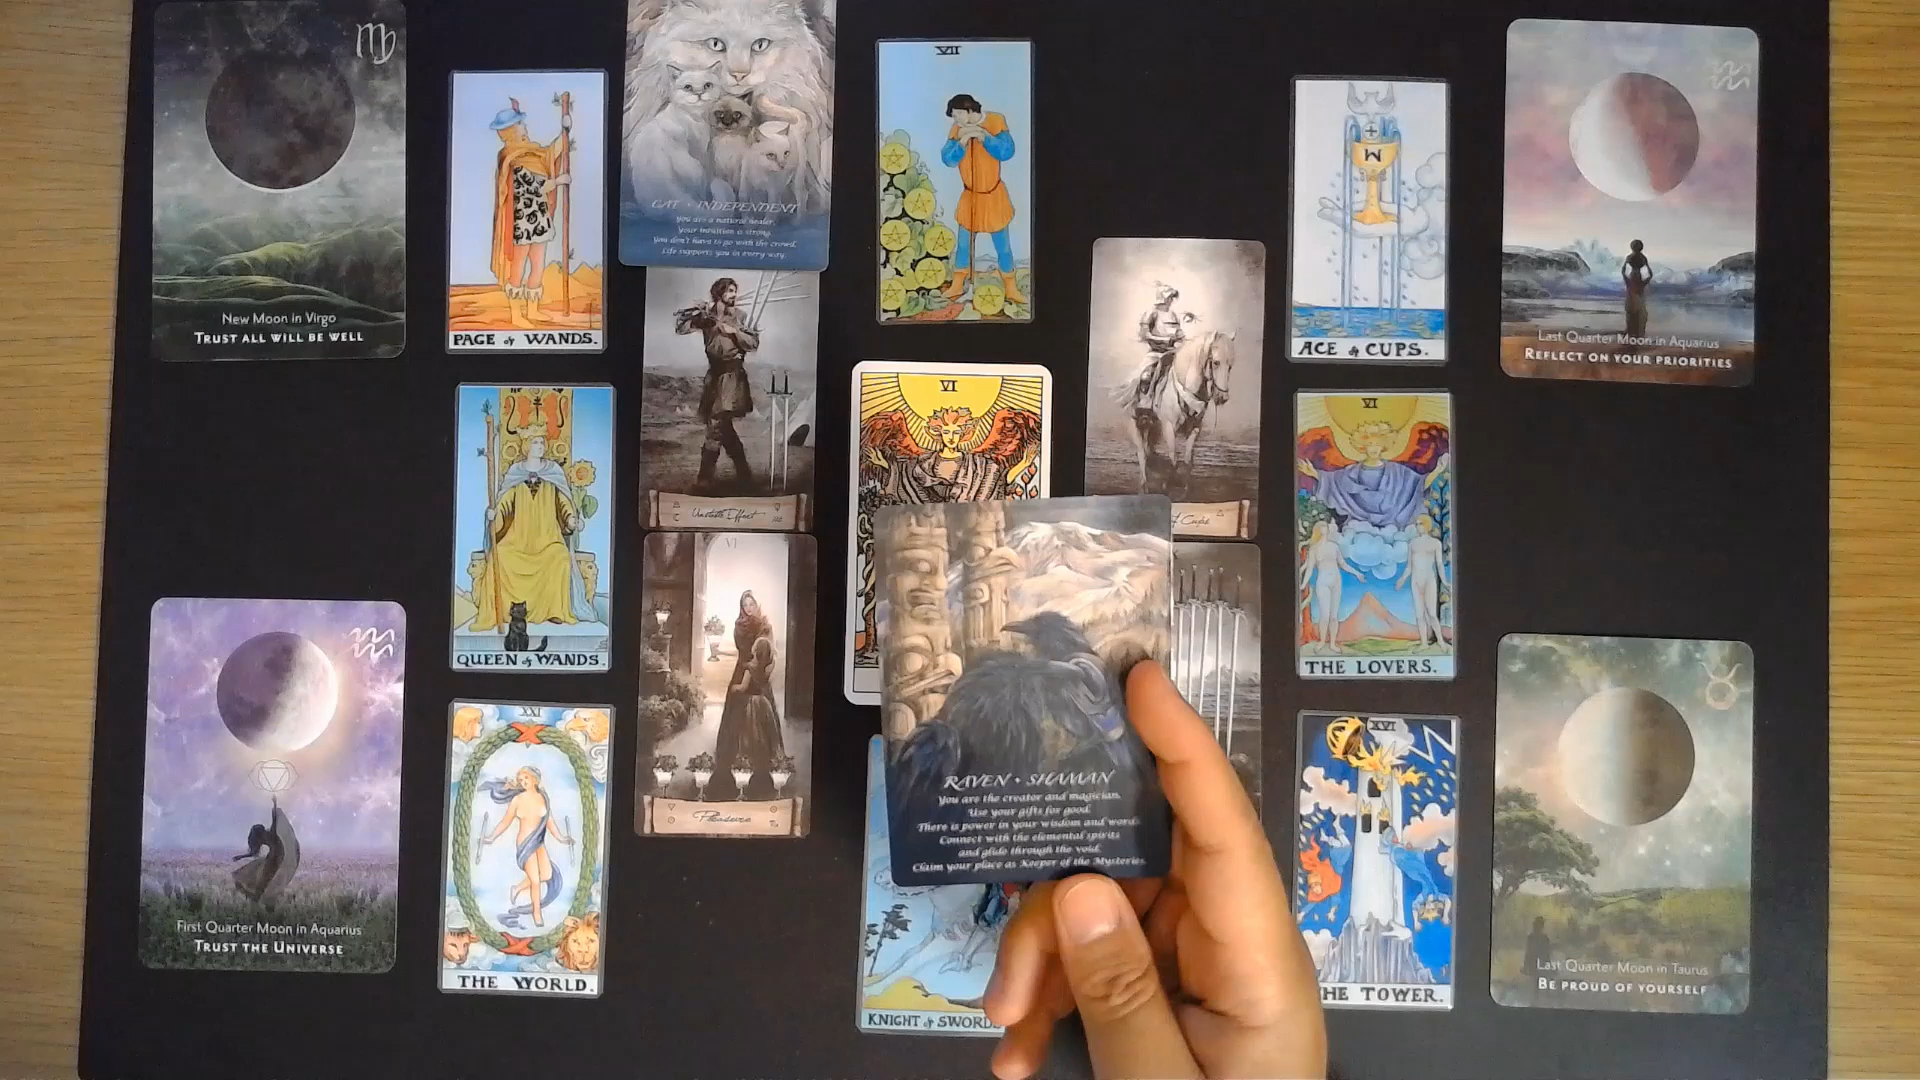 New Moon in Virgo
TRUST ALL WILL BE WELL
PAGE of WANDS.
CAT • INDEPENDENT
You are a natural healer.
Your intuition is strong.
You don't have to go with the crowd.
Life supports you in every way.
VII
ACE of CUPS.
Last Quarter Moon in Aquarius
REFLECT ON YOUR PRIORITIES
QUEEN of WANDS.
Unstable Effort
VI
of Cups
VI
THE LOVERS.
First Quarter Moon in Aquarius
TRUST THE UNIVERSE
XXI
THE WORLD.
VI
Pleasure
RAVEN • SHAMAN
You are the creator and magician.
Use your gifts for good.
There is power in your wisdom and words.
Connect with the elemental spirits
and glide through the void.
Claim your place as Keeper of the Mysteries.
KNIGHT of SWORDS
XVI
THE TOWER.
Last Quarter Moon in Taurus
BE PROUD OF YOURSELF